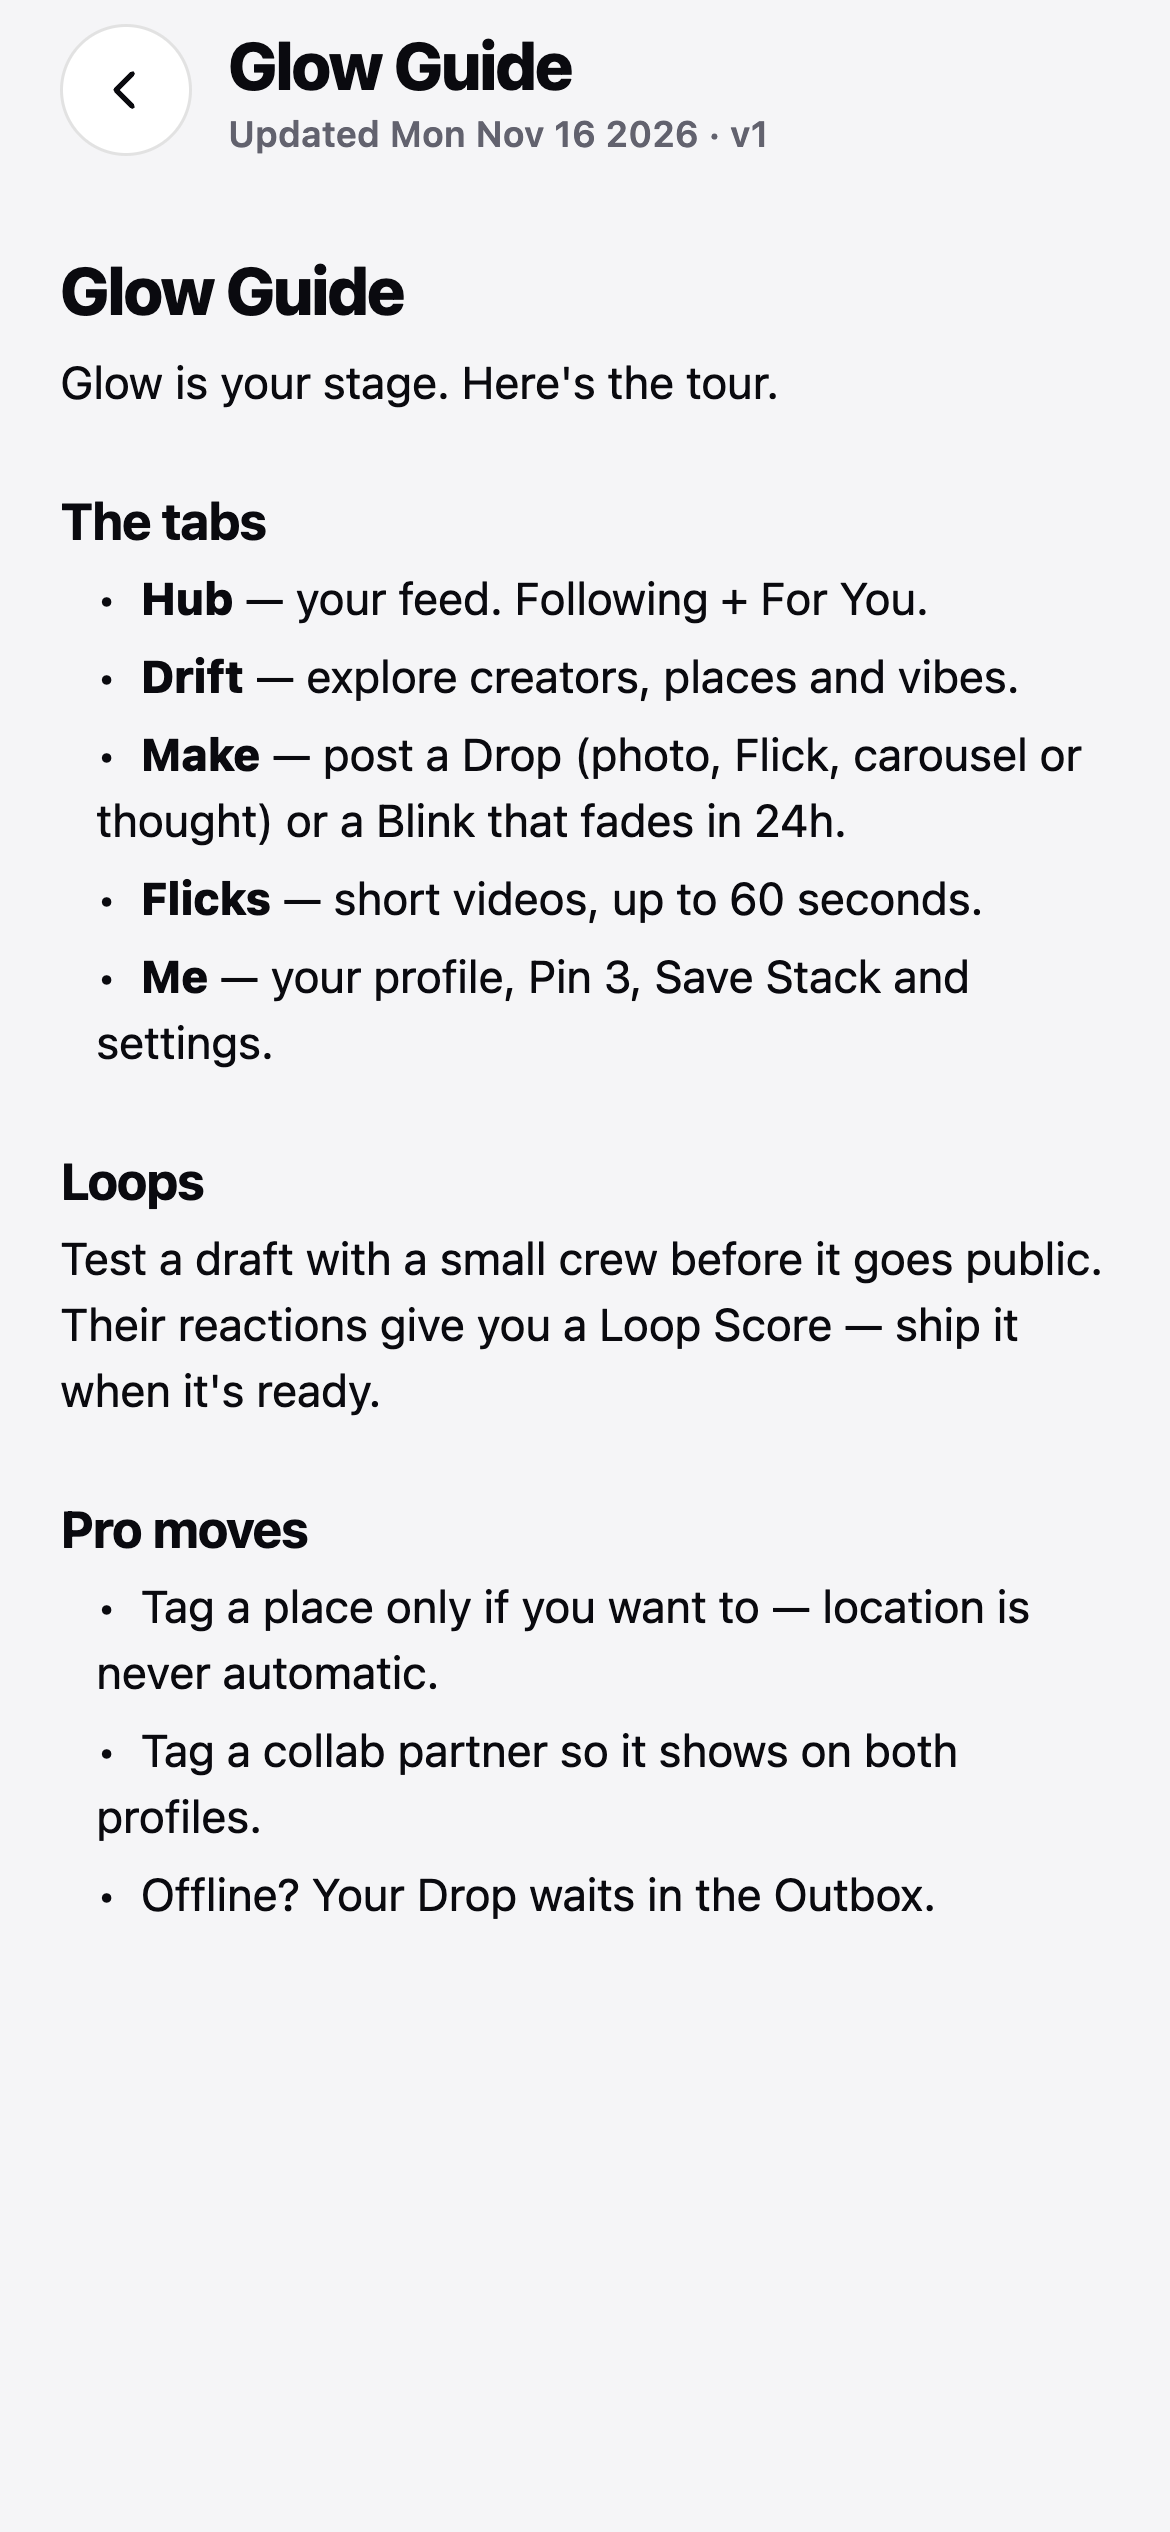 Glow Guide
Updated Mon Nov 16 2026 · v1
Glow Guide
Glow is your stage. Here's the tour.
The tabs
• Hub — your feed. Following + For You.
• Drift — explore creators, places and vibes.
• Make — post a Drop (photo, Flick, carousel or
thought) or a Blink that fades in 24h.
• Flicks — short videos, up to 60 seconds.
• Me — your profile, Pin 3, Save Stack and
settings.
Loops
Test a draft with a small crew before it goes public.
Their reactions give you a Loop Score — ship it
when it's ready.
Pro moves
• Tag a place only if you want to — location is
never automatic.
• Tag a collab partner so it shows on both
profiles.
• Offline? Your Drop waits in the Outbox.